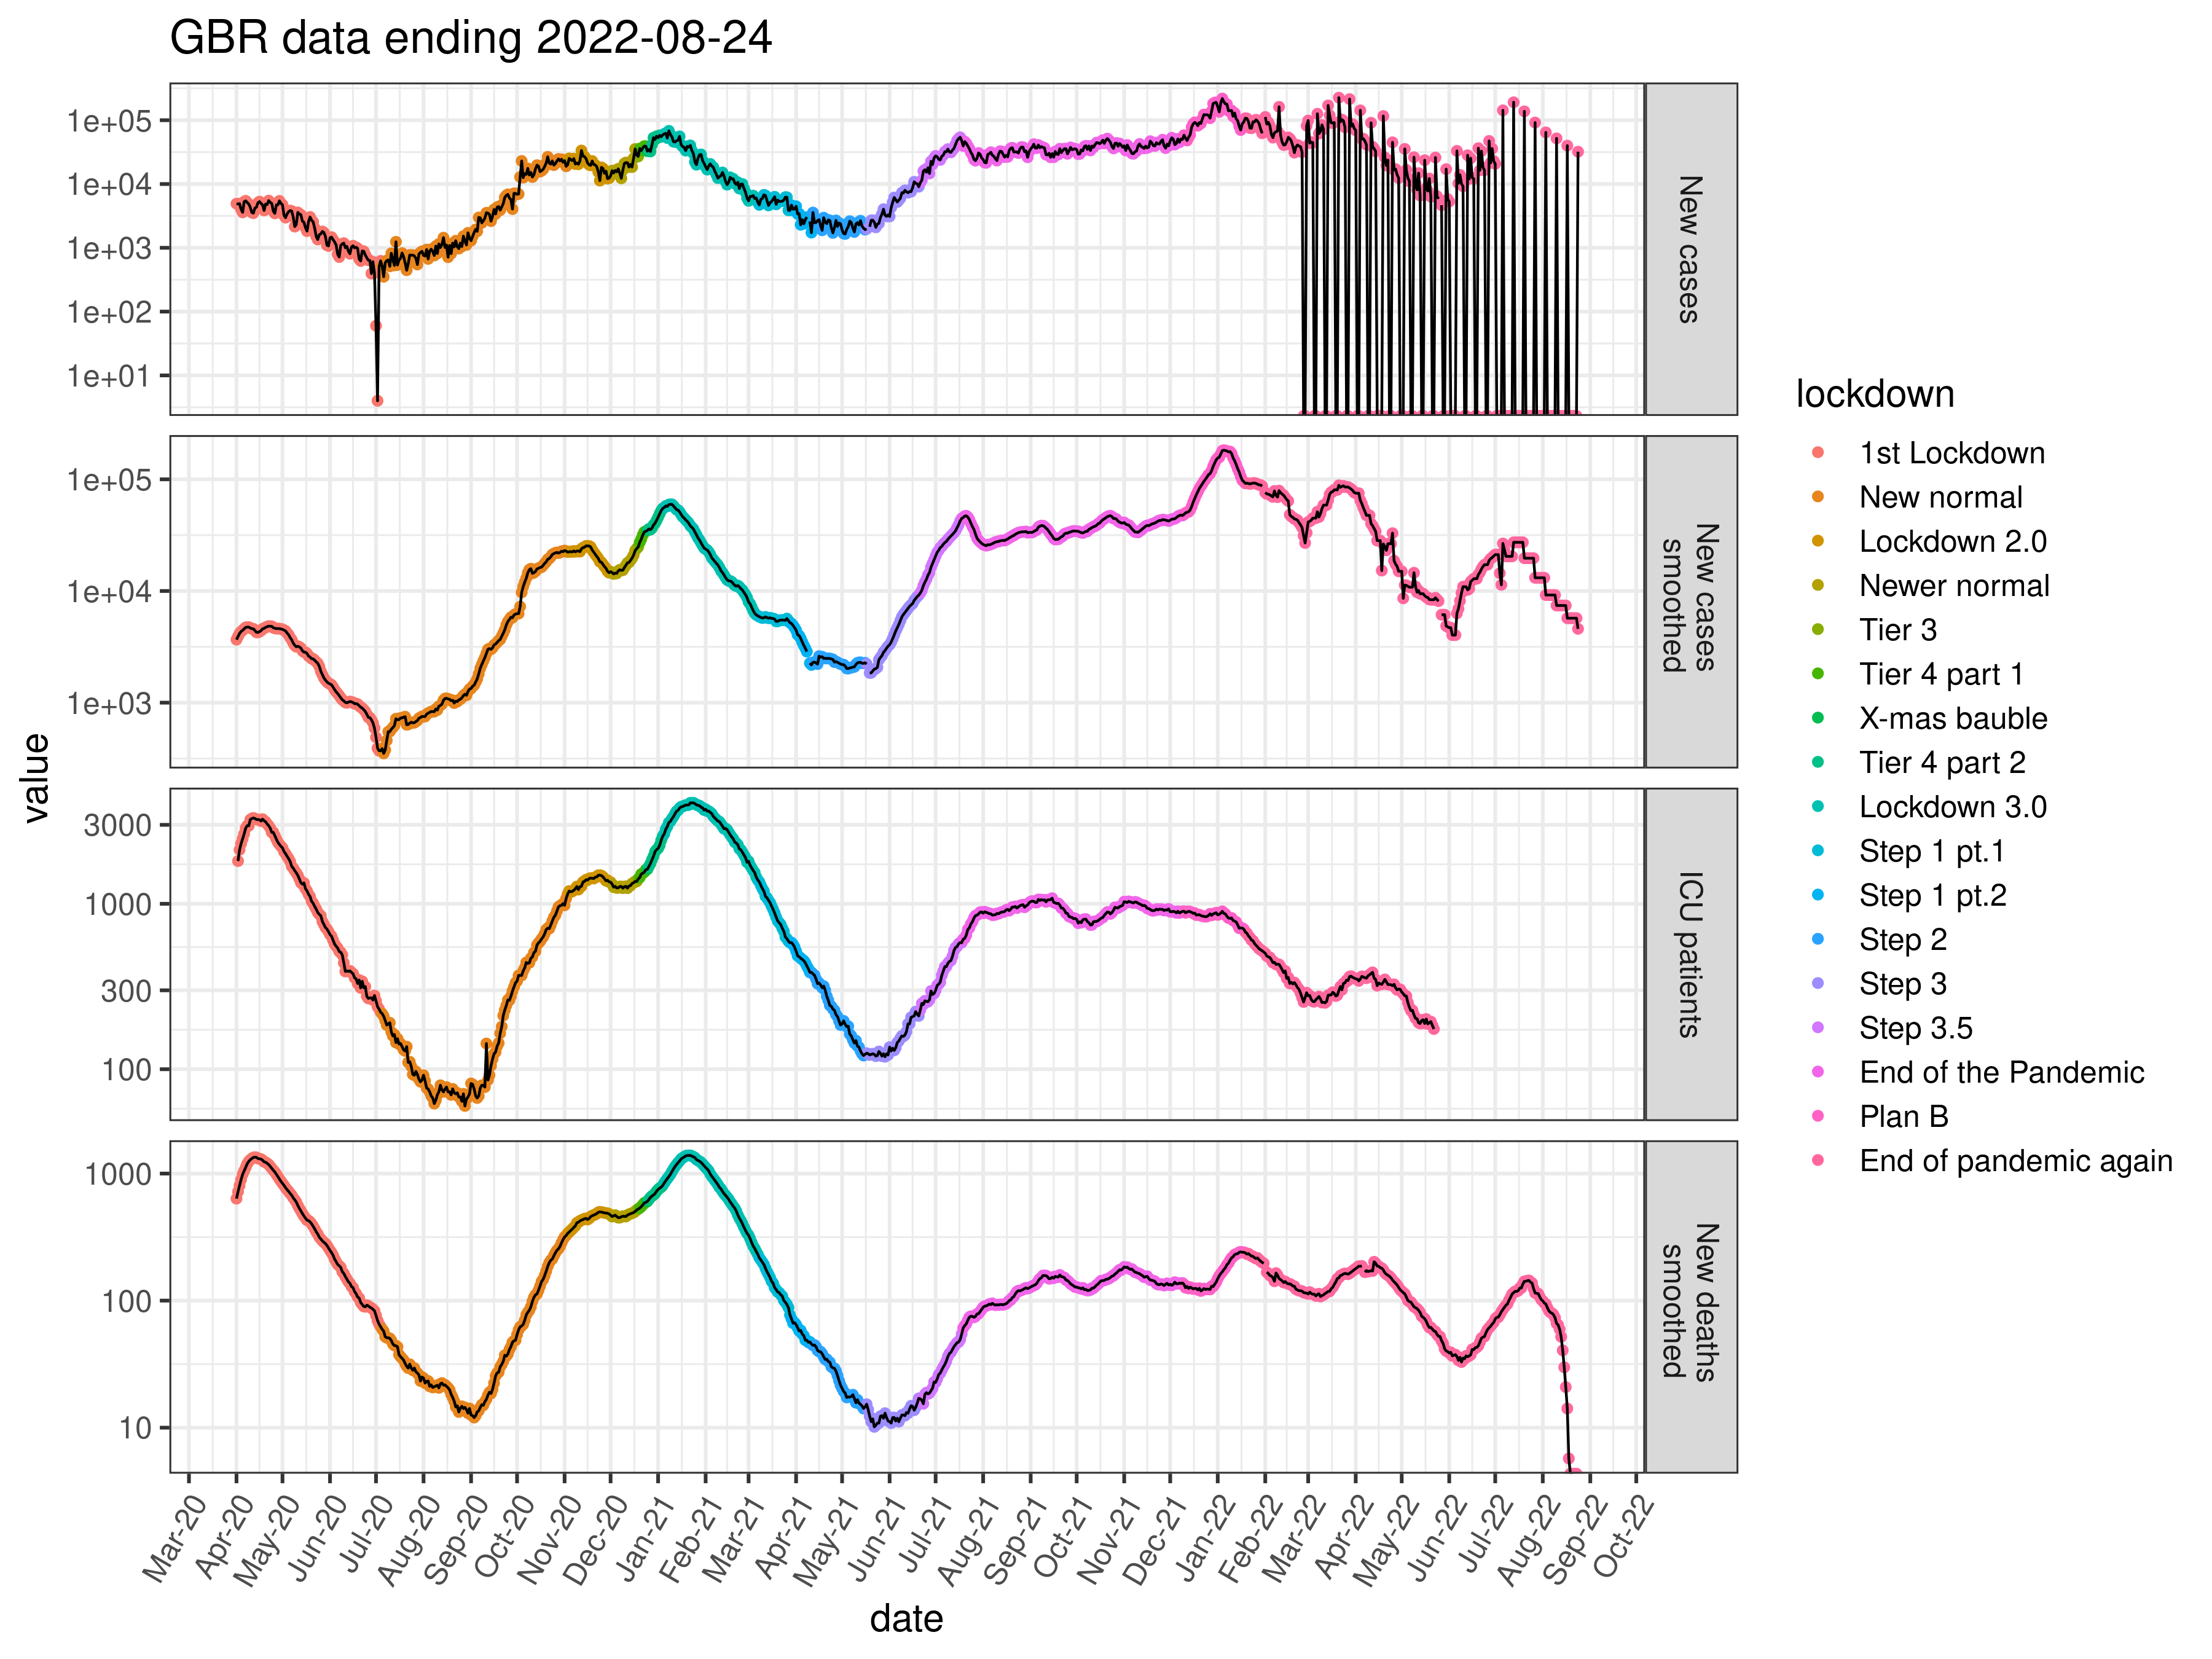 GBR data ending 2022-08-24
1e+05
1e+04
1e+03
1e+02
1e+01
New cases
1e+05
1e+04
1e+03
New cases
smoothed
3000
1000
300
100
ICU patients
1000
100
10
New deaths
smoothed
value
Mar-20
Apr-20
May-20
Jun-20
Jul-20
Aug-20
Sep-20
Oct-20
Nov-20
Dec-20
Jan-21
Feb-21
Mar-21
Apr-21
May-21
Jun-21
Jul-21
Aug-21
Sep-21
Oct-21
Nov-21
Dec-21
Jan-22
Feb-22
Mar-22
Apr-22
May-22
Jun-22
Jul-22
Aug-22
Sep-22
Oct-22
date
lockdown
1st Lockdown
New normal
Lockdown 2.0
Newer normal
Tier 3
Tier 4 part 1
X-mas bauble
Tier 4 part 2
Lockdown 3.0
Step 1 pt.1
Step 1 pt.2
Step 2
Step 3
Step 3.5
End of the Pandemic
Plan B
End of pandemic again